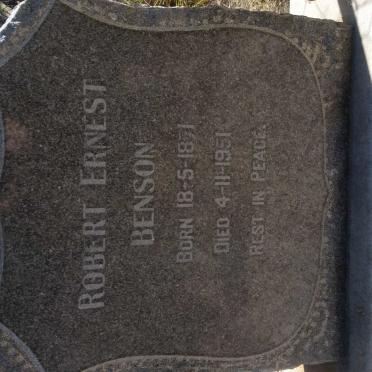 ROBERT ERNEST
BENSON
BORN 18-5-1871
DIED 4-11-1951
REST IN PEACE.